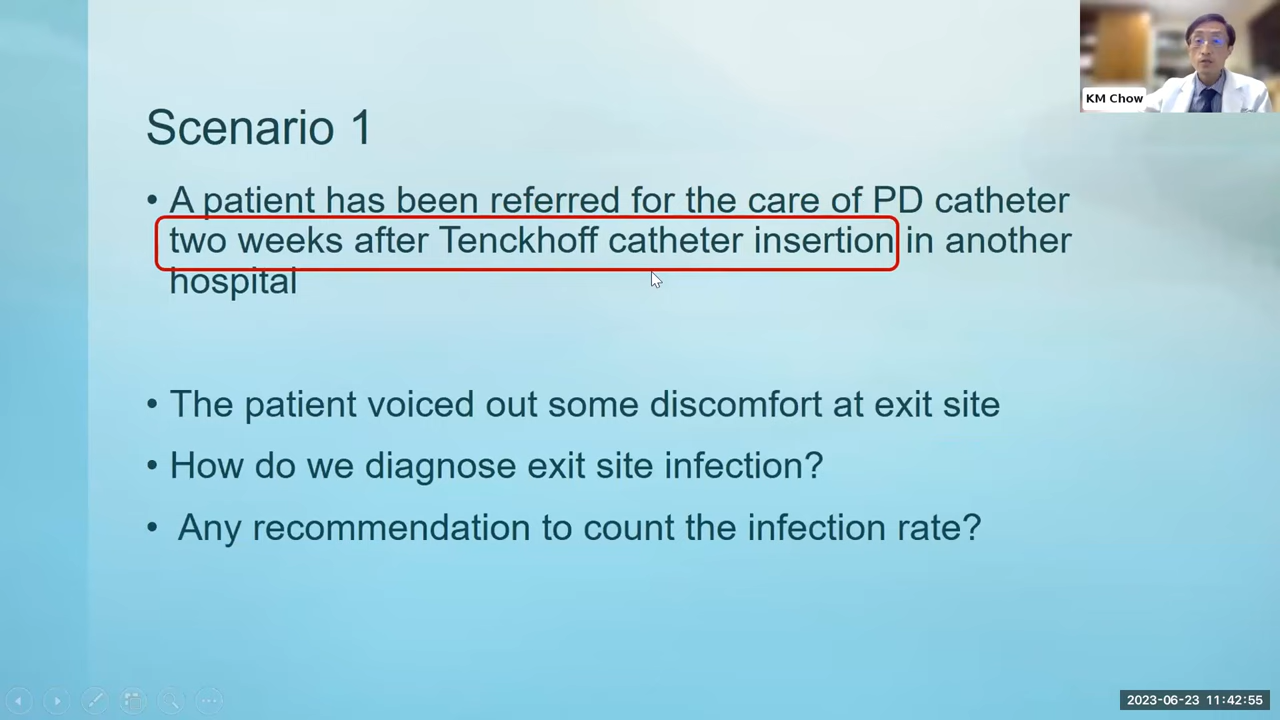 KM Chow
Scenario 1
• A patient has been referred for the care of PD catheter
two weeks after Tenckhoff catheter insertion in another
hospital
• The patient voiced out some discomfort at exit site
• How do we diagnose exit site infection?
• Any recommendation to count the infection rate?
2023-06-23 11:42:55